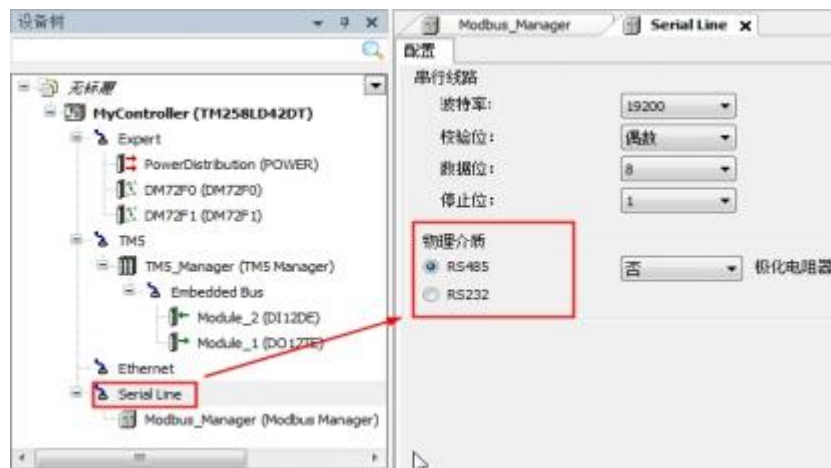 设备树
无标题
MyController (TM258LD42DT)
Expert
PowerDistribution (POWER)
DM72F0 (DM72F0)
DM72F1 (DM72F1)
TM5
TM5_Manager (TM5 Manager)
Embedded Bus
Module_2 (DI12DE)
Module_1 (DO12TE)
Ethernet
Serial Line
Modbus_Manager (Modbus Manager)
Modbus_Manager
Serial Line
配置
串行线路
波特率: 19200
校验位: 偶数
数据位: 8
停止位: 1
物理介质
RS485 否 极化电阻器
RS232